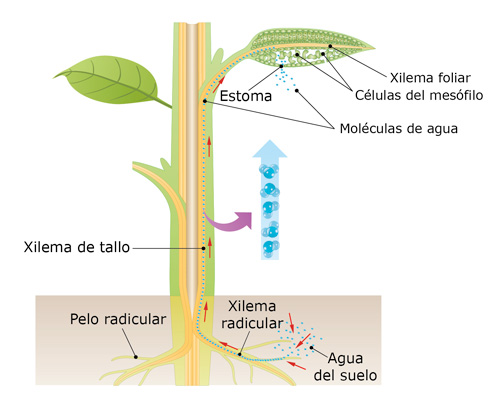 Xilema foliar
Estoma
Células del mesófilo
Moléculas de agua
Xilema de tallo
Pelo radicular
Xilema
radicular
Agua
del suelo